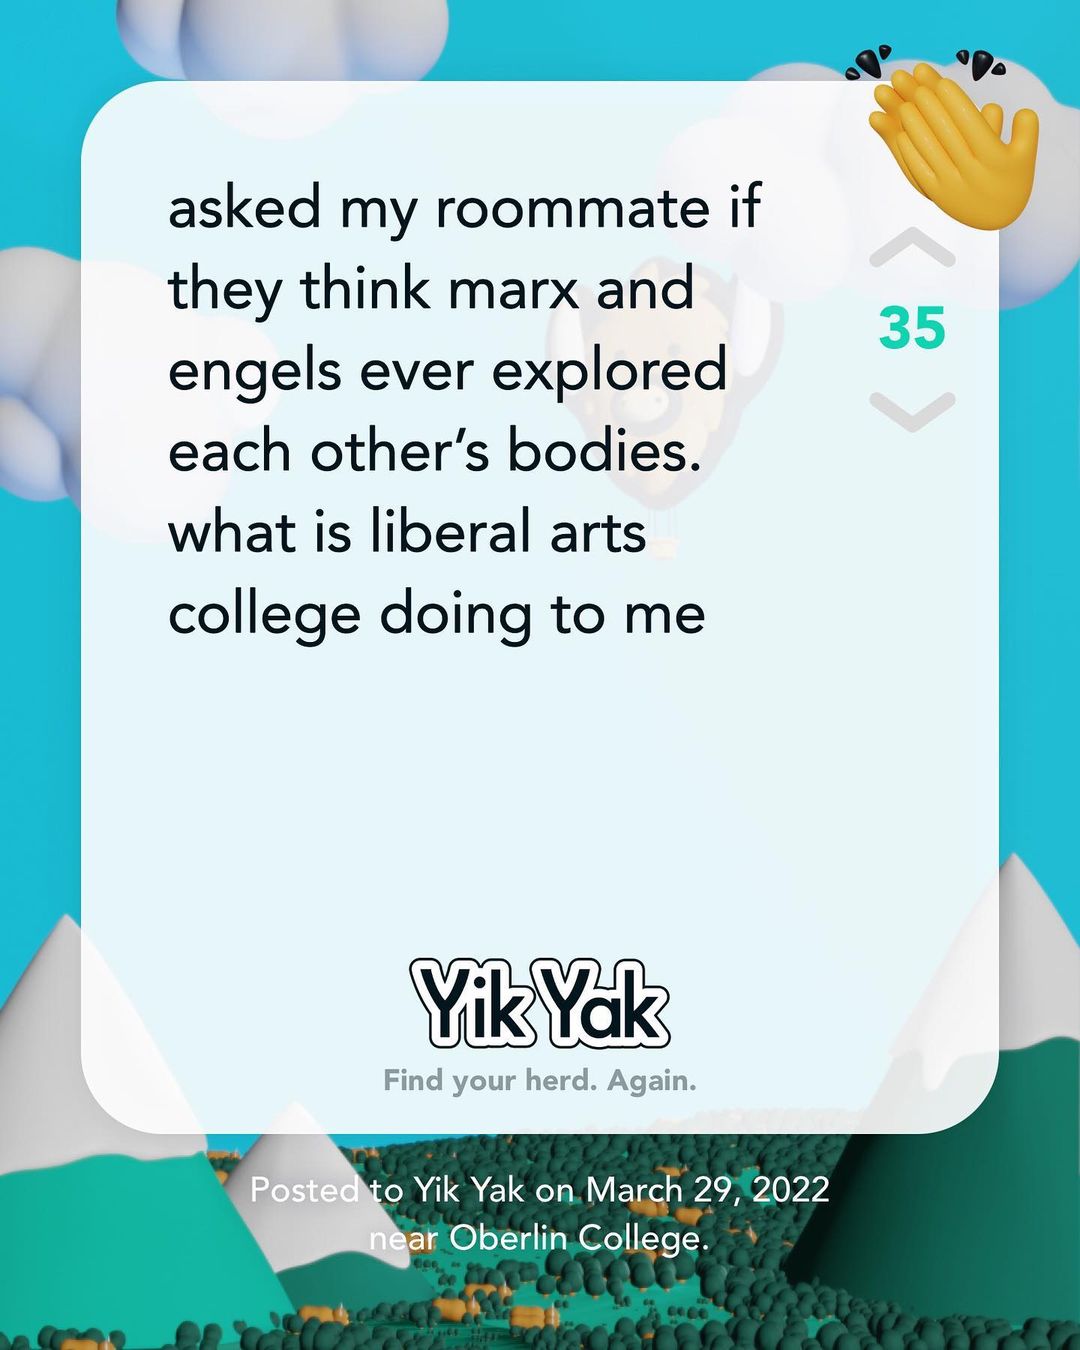 asked my roommate if
they think marx and
engels ever explored
each other’s bodies.
what is liberal arts
college doing to me
35
Yik Yak
Find your herd. Again.
Posted to Yik Yak on March 29, 2022
near Oberlin College.